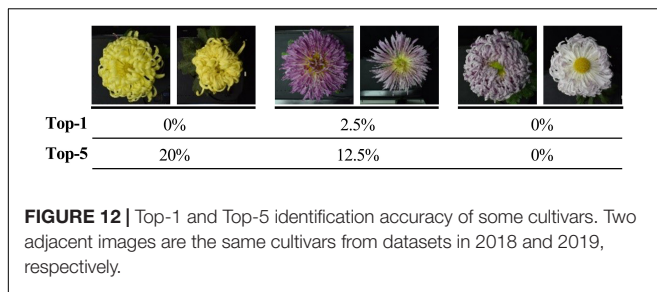 Top-1 0% 2.5% 0%
Top-5 20% 12.5% 0%
FIGURE 12 | Top-1 and Top-5 identification accuracy of some cultivars. Two
adjacent images are the same cultivars from datasets in 2018 and 2019,
respectively.